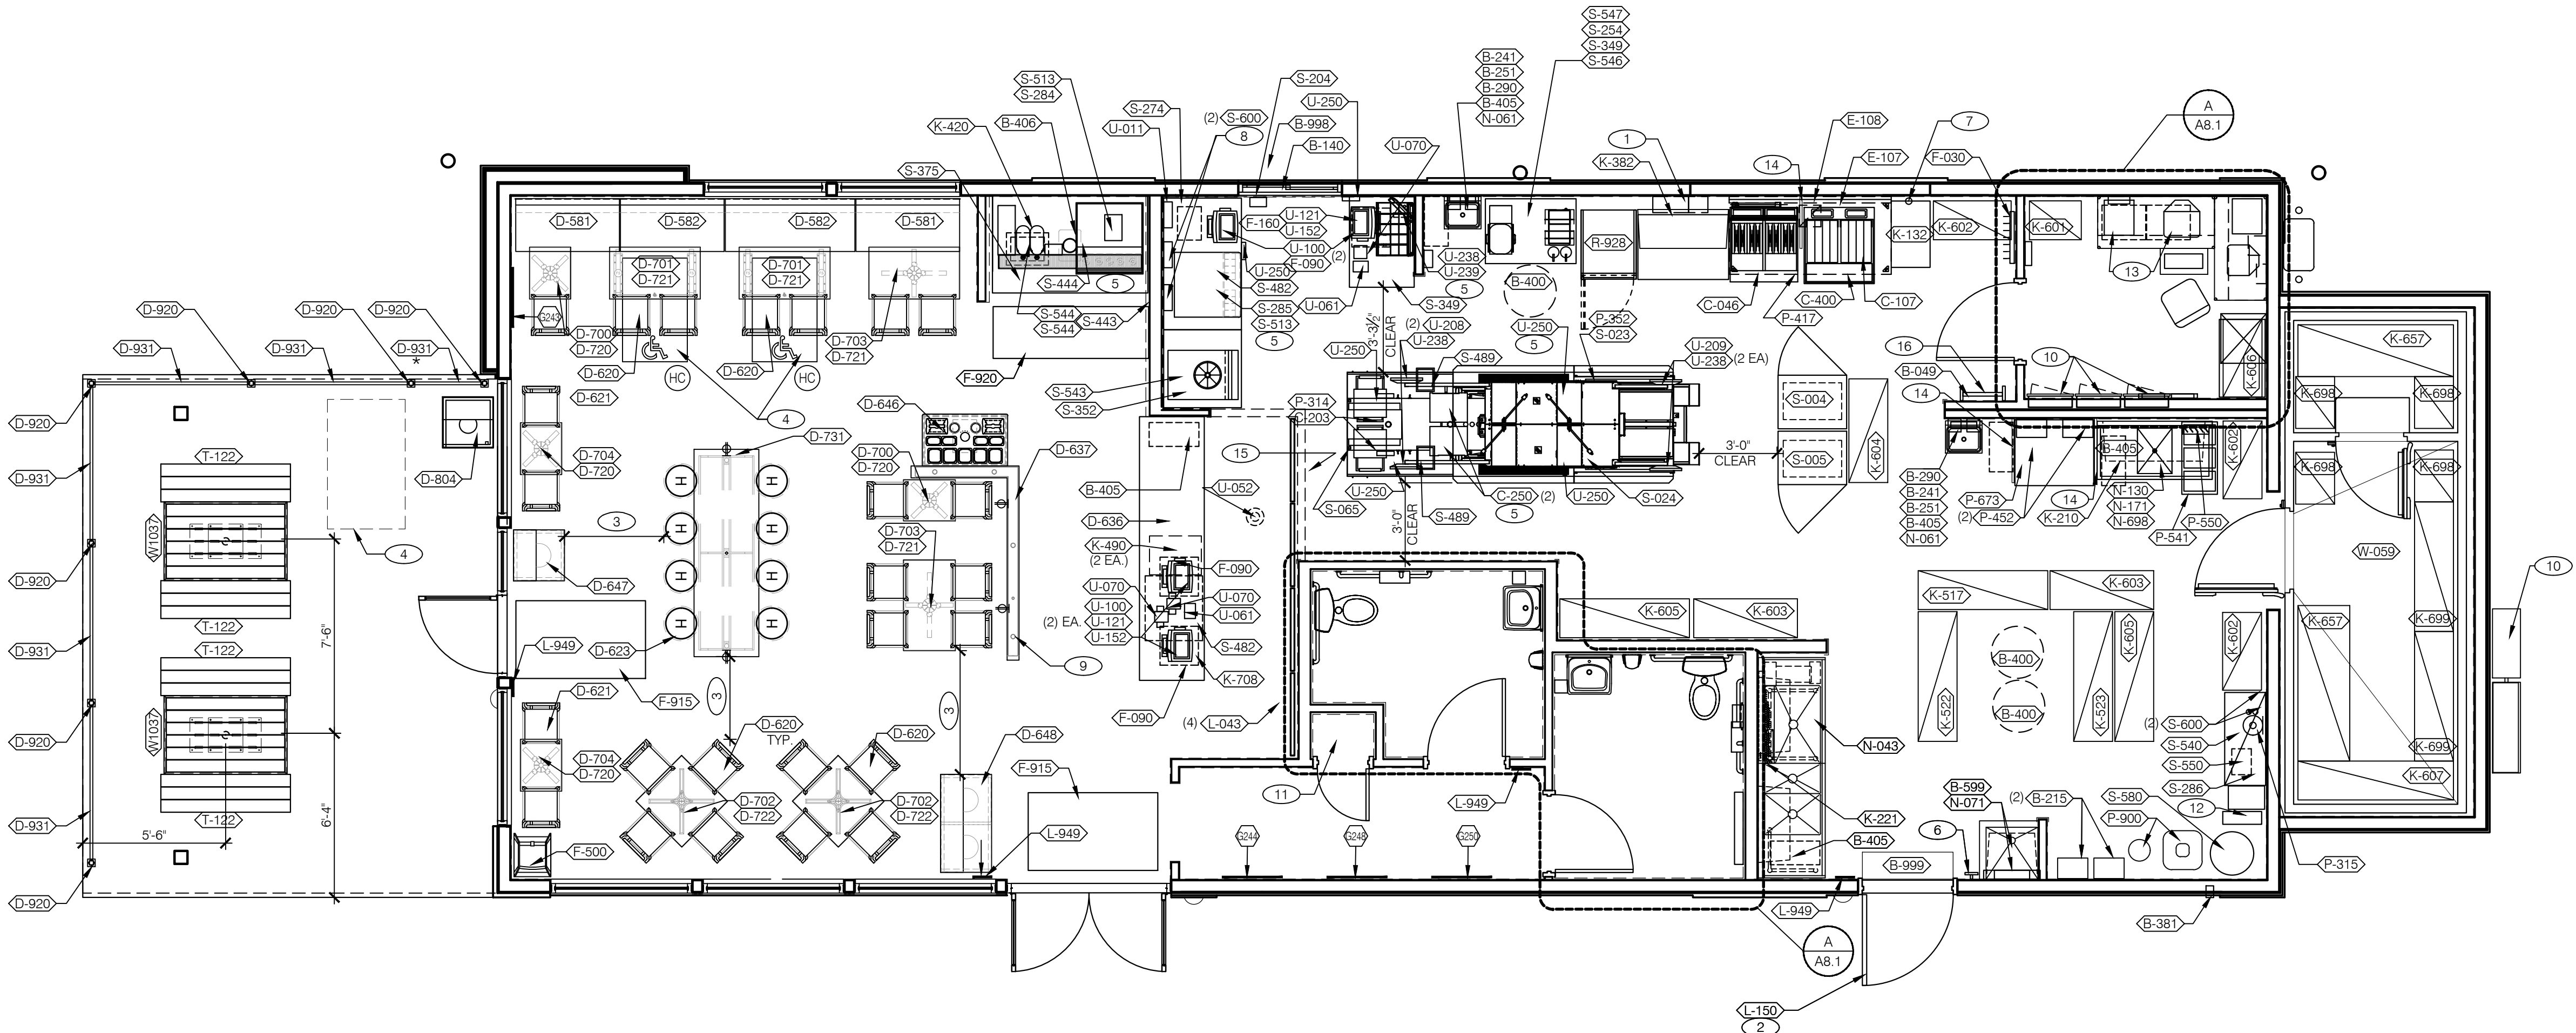 S-547
S-254
S-349
S-546
B-241
B-251
B-290
B-405
N-061
S-513
S-284
S-204
U-250
S-274
(2) S-600
8
B-998
U-011
B-140
K-420
B-406
S-375
U-070
1
K-382
14
E-108
E-107
7
F-030
A
A8.1
D-581
D-582
D-582
D-581
F-160
U-121
U-152
U-100
F-090
(2)
U-250
S-482
S-285
S-513
5
U-061
U-238
U-239
5
S-349
B-400
R-928
K-132
K-602
K-601
13
D-701
D-721
D-701
D-721
S-444
5
S-544
S-544
S-443
C-046
P-417
C-400
C-107
P-352
S-023
G243
D-700
D-720
D-620
HC
D-620
HC
D-703
D-721
F-920
D-920
D-920
D-920
D-931
D-931
D-931
*
3'-3½"
CLEAR
(2) U-208
U-238
U-250
5
U-250
S-489
U-209
U-238 (2 EA)
16
10
B-049
14
K-606
K-657
K-698
K-698
S-543
S-352
P-314
C-203
S-004
S-005
K-604
3'-0"
CLEAR
D-621
D-646
4
D-731
D-920
D-804
T-122
W1037
D-704
D-720
D-700
D-720
D-637
15
B-405
U-052
S-065
U-250
S-489
3'-0"
CLEAR
C-250 (2)
5
U-250
S-024
B-290
B-241
B-251
B-405
N-061
P-673
(2) P-452
14
K-210
B-405
N-130
N-171
N-698
K-602
P-550
P-541
K-698
K-698
D-931
4
3
D-703
D-721
D-636
K-490
(2 EA.)
F-090
W-059
D-920
D-647
10
T-122
T-122
7'-6"
U-070
U-100
(2) EA. U-121
U-152
U-070
U-061
S-482
K-605
K-603
K-517
K-603
K-522
B-400
B-400
K-523
K-605
K-602
K-657
K-699
D-931
L-949
D-623
9
K-708
F-915
D-621
3
3
F-090
(4) L-043
D-920
W1037
D-704
D-720
D-620
TYP.
D-620
D-648
N-043
(2) S-600
S-540
S-550
S-286
12
K-699
K-607
F-915
11
L-949
T-122
6'-4"
D-702
D-722
D-702
D-722
L-949
G244
G248
G250
K-221
B-405
B-599
N-071
(2) B-215
S-580
P-900
6
D-931
5'-6"
F-500
B-999
P-315
D-920
L-949
B-381
A
A8.1
L-150
2